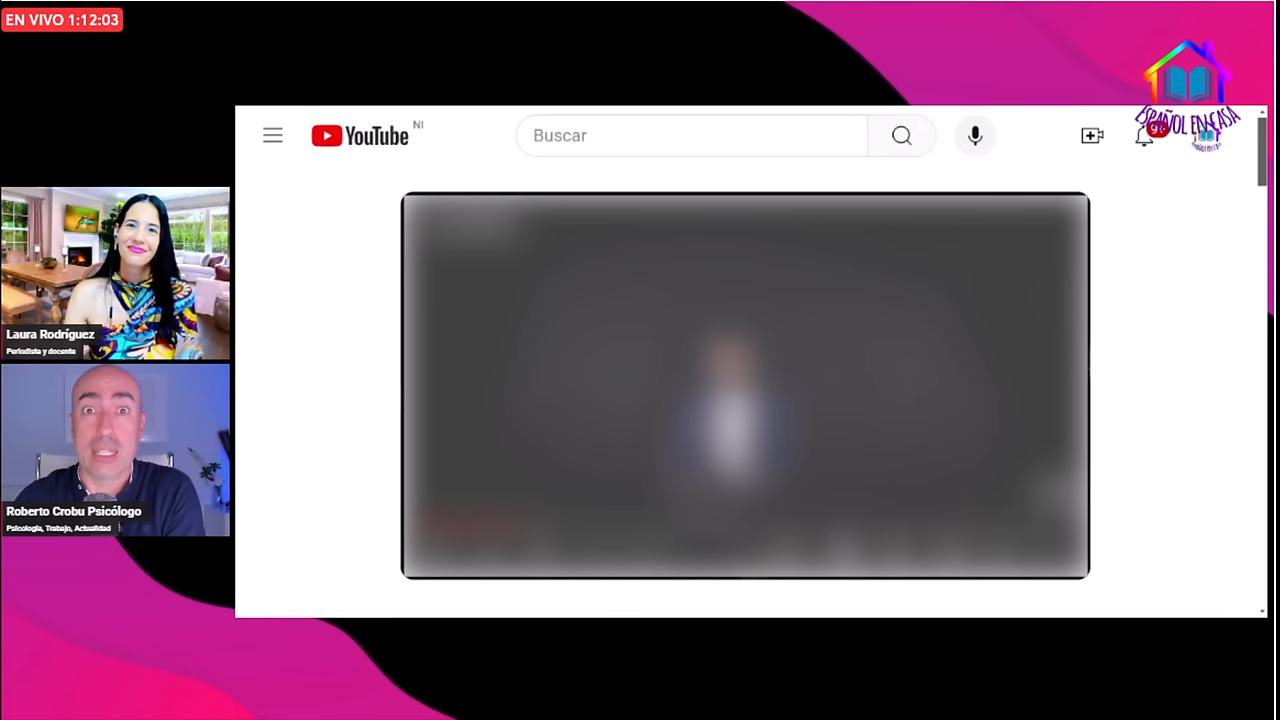 EN VIVO 1:12:03
ESPAÑOL EN CASA
YouTube NI
Buscar
9+
Laura Rodríguez
Periodista y docente
Roberto Crobu Psicólogo
Psicología, Trabajo, Actualidad